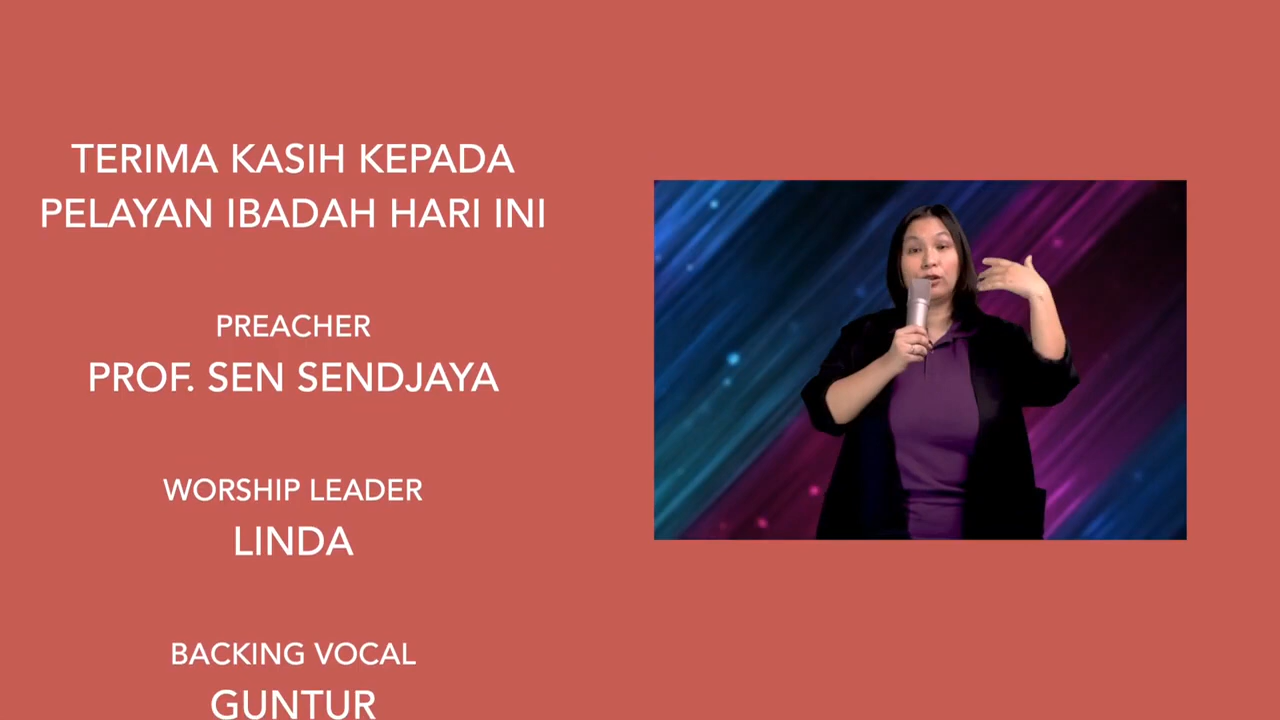 TERIMA KASIH KEPADA
PELAYAN IBADAH HARI INI
PREACHER
PROF. SEN SENDJAYA
WORSHIP LEADER
LINDA
BACKING VOCAL
GUNTUR